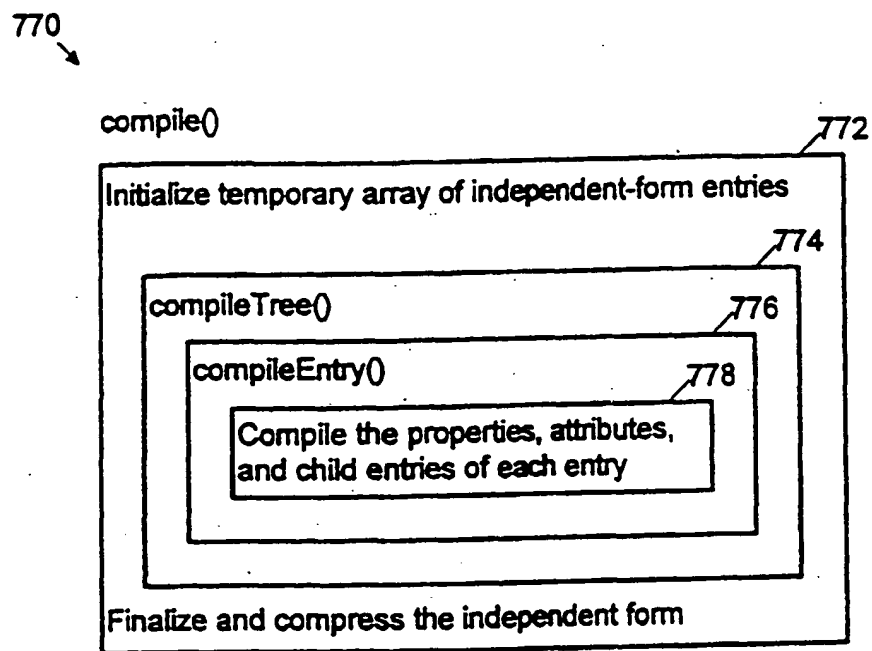 770
compile()
772
Initialize temporary array of independent-form entries
774
compileTree()
776
compileEntry()
778
Compile the properties, attributes,
and child entries of each entry
Finalize and compress the independent form